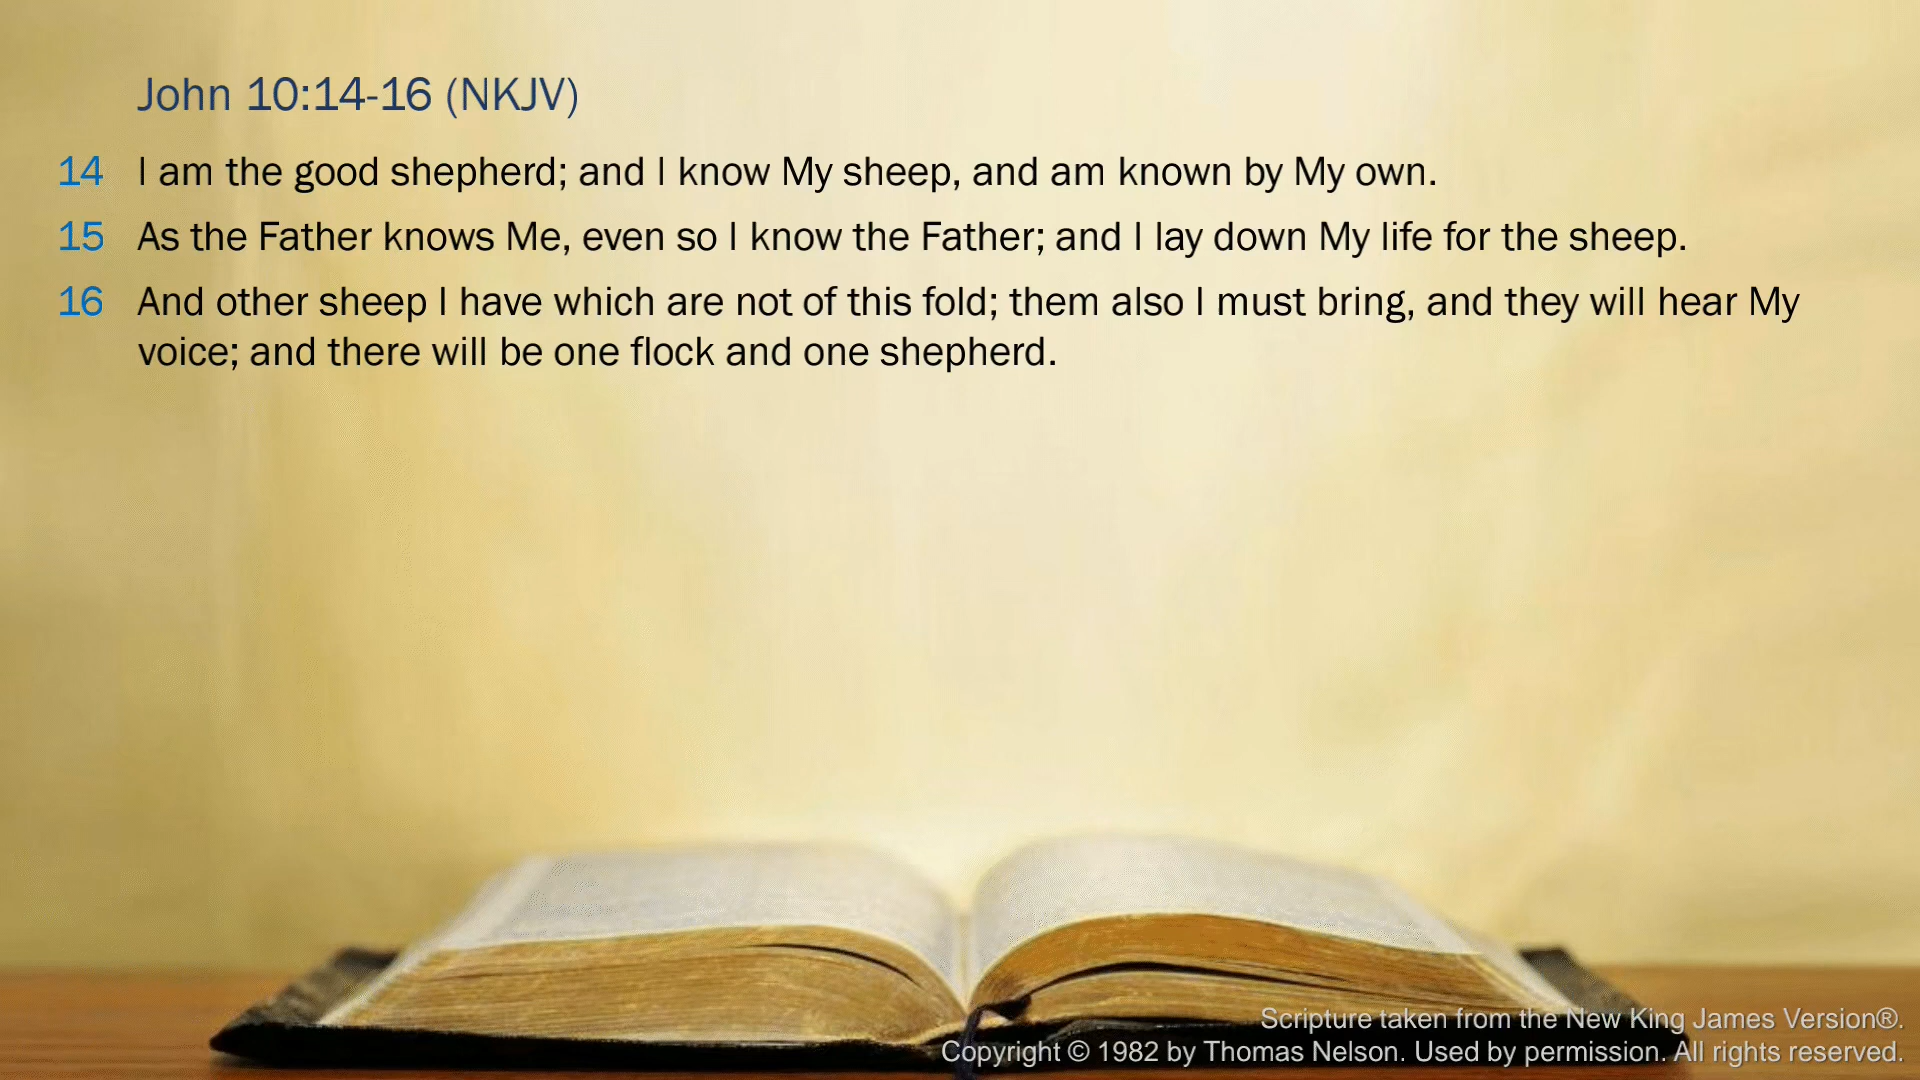 John 10:14-16 (NKJV)
14 I am the good shepherd; and I know My sheep, and am known by My own.
15 As the Father knows Me, even so I know the Father; and I lay down My life for the sheep.
16 And other sheep I have which are not of this fold; them also I must bring, and they will hear My
voice; and there will be one flock and one shepherd.
Scripture taken from the New King James Version®.
Copyright © 1982 by Thomas Nelson. Used by permission. All rights reserved.